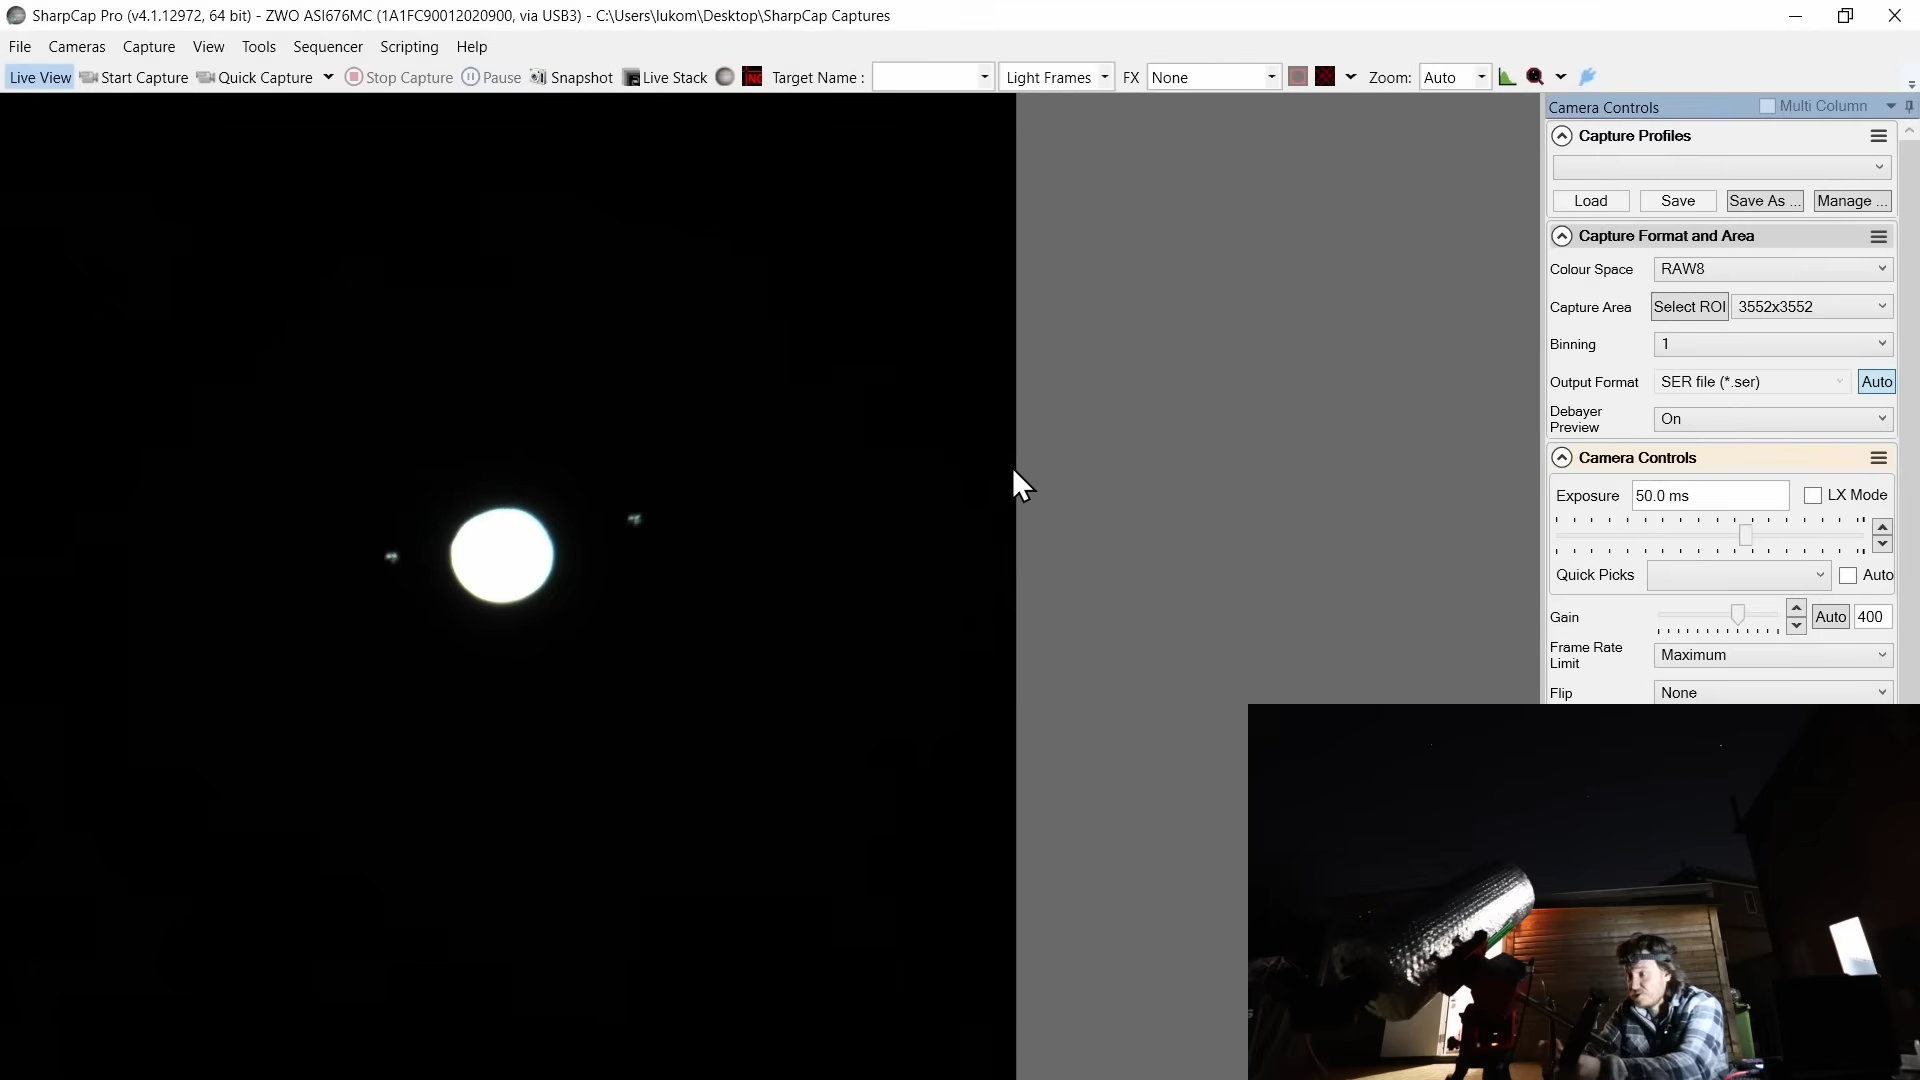 SharpCap Pro (v4.1.12972, 64 bit) - ZWO ASI676MC (1A1FC90012020900, via USB3) - C:\Users\lukom\Desktop\SharpCap Captures
File Cameras Capture View Tools Sequencer Scripting Help
Live View Start Capture Quick Capture Stop Capture Pause Snapshot Live Stack Target Name : Light Frames FX None Zoom: Auto
Camera Controls Multi Column
Capture Profiles
Load Save Save As ... Manage ...
Capture Format and Area
Colour Space RAW8
Capture Area Select ROI 3552x3552
Binning 1
Output Format SER file (*.ser) Auto
Debayer
Preview On
Camera Controls
Exposure 50.0 ms LX Mode
Quick Picks Auto
Gain Auto 400
Frame Rate
Limit Maximum
Flip None